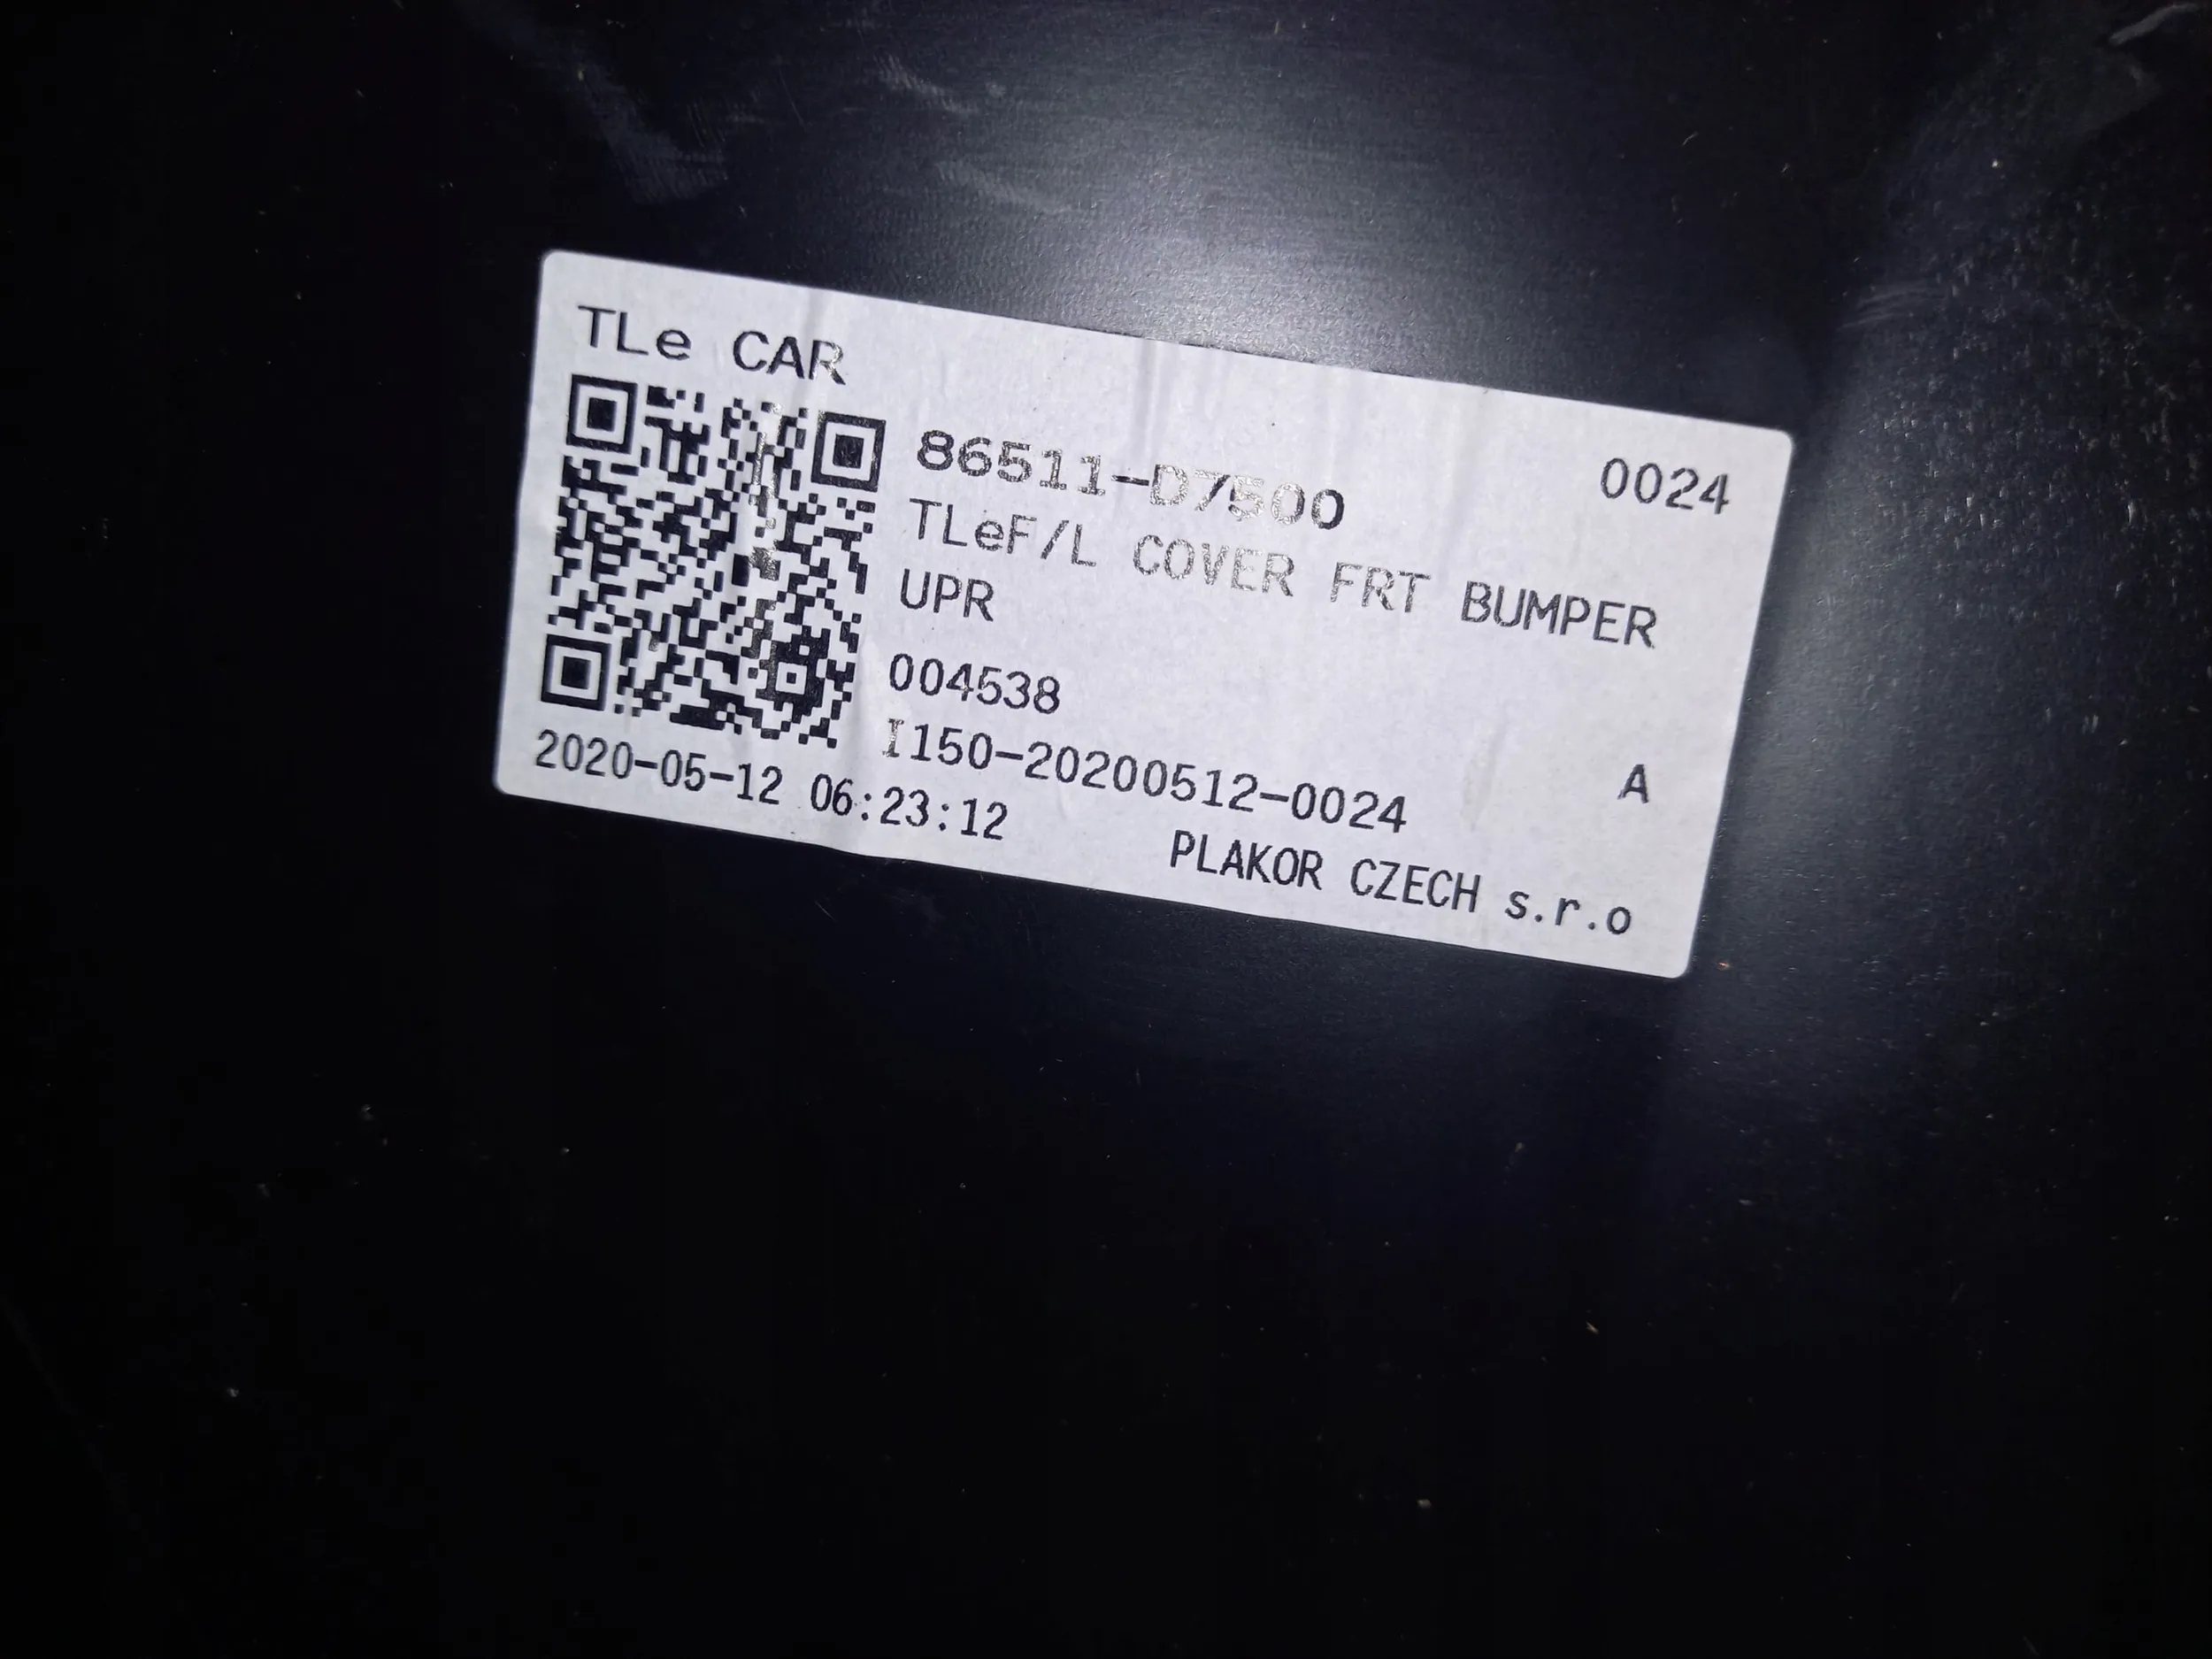 TLe CAR
86511-D7500 0024
TLeF/L COVER FRT BUMPER
UPR
004538
I150-20200512-0024 A
2020-05-12 06:23:12
PLAKOR CZECH s.r.o